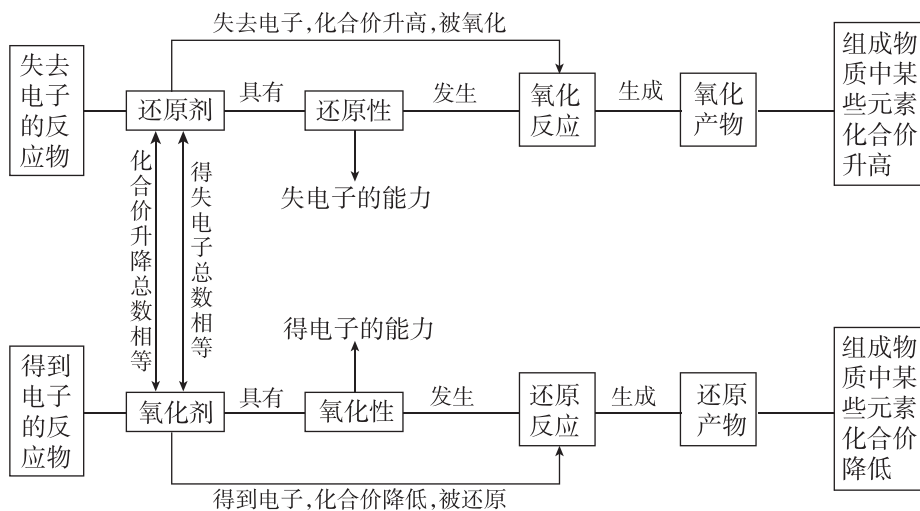 失去电子,化合价升高,被氧化
失去
电子
的反
应物
还原剂
具有
还原性
发生
氧化
反应
生成
氧化
产物
组成物
质中某
些元素
化合价
升高
失电子的能力
化合价升降总数相等
得失电子总数相等
得电子的能力
得到
电子
的反
应物
氧化剂
具有
氧化性
发生
还原
反应
生成
还原
产物
组成物
质中某
些元素
化合价
降低
得到电子,化合价降低,被还原